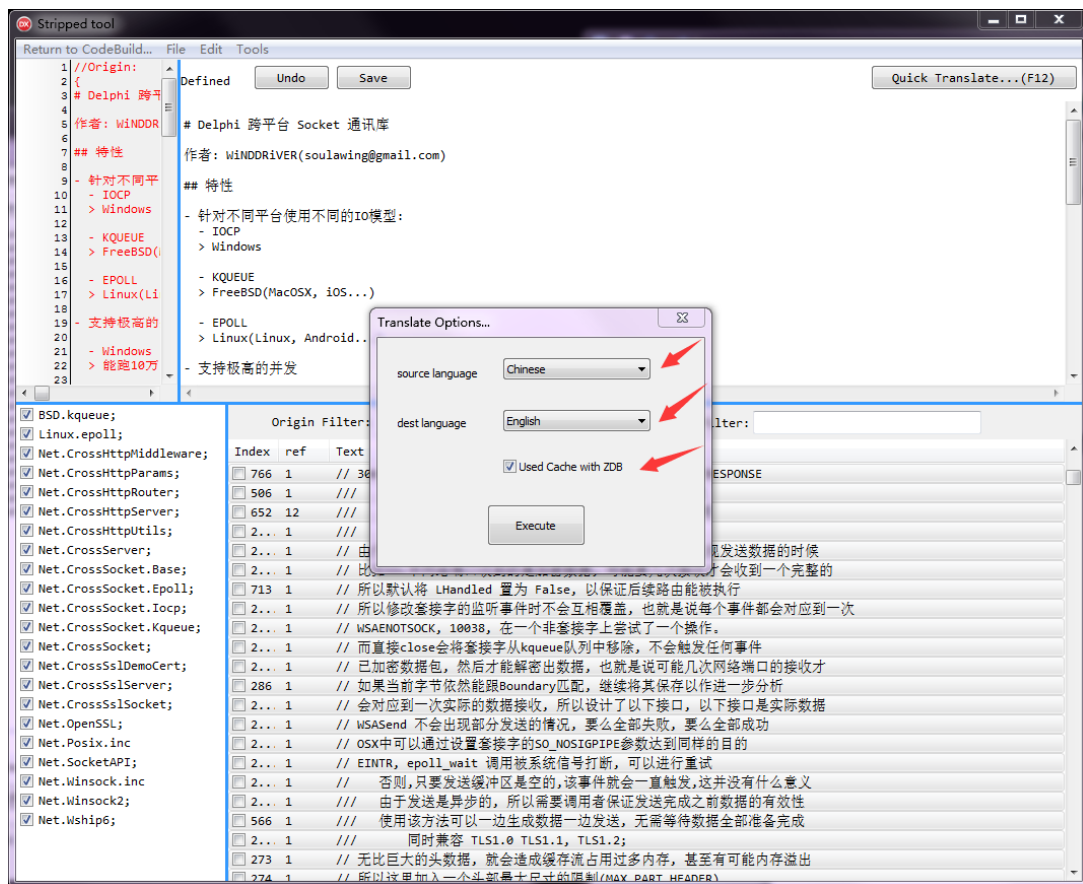 Stripped tool
Return to CodeBuild... File Edit Tools
1 //Origin:
2 {
3 # Delphi 跨平
4
5 作者: WiNDDR
6
7 ## 特性
8
9 - 针对不同平
10 - IOCP
11 > Windows
12
13 - KQUEUE
14 > FreeBSD(
15
16 - EPOLL
17 > Linux(Li
18
19 - 支持极高的
20
21 - Windows
22 > 能跑10万
23
Defined Undo Save Quick Translate...(F12)
# Delphi 跨平台 Socket 通讯库
作者: WiNDDRiVER(soulawing@gmail.com)
## 特性
- 针对不同平台使用不同的IO模型:
- IOCP
> Windows
- KQUEUE
> FreeBSD(MacOSX, iOS...)
- EPOLL
> Linux(Linux, Android..
- 支持极高的并发
Translate Options...
source language Chinese
dest language English
Used Cache with ZDB
Execute
BSD.kqueue;
Linux.epoll;
Net.CrossHttpMiddleware;
Net.CrossHttpParams;
Net.CrossHttpRouter;
Net.CrossHttpServer;
Net.CrossHttpUtils;
Net.CrossServer;
Net.CrossSocket.Base;
Net.CrossSocket.Epoll;
Net.CrossSocket.Iocp;
Net.CrossSocket.Kqueue;
Net.CrossSocket;
Net.CrossSslDemoCert;
Net.CrossSslServer;
Net.CrossSslSocket;
Net.OpenSSL;
Net.Posix.inc
Net.SocketAPI;
Net.Winsock.inc
Net.Winsock2;
Net.Wship6;
Origin Filter: lter:
Index ref Text
766 1 // 30 ESPONSE
506 1 ///
652 12 ///
2... 1 ///
2... 1 // 由 现发送数据的时候
2... 1 // 比 才会收到一个完整的
713 1 // 所以默认将 LHandled 置为 False, 以保证后续路由能被执行
2... 1 // 所以修改套接字的监听事件时不会互相覆盖, 也就是说每个事件都会对应到一次
2... 1 // WSAENOTSOCK, 10038, 在一个非套接字上尝试了一个操作。
2... 1 // 而直接close会将套接字从kqueue队列中移除, 不会触发任何事件
2... 1 // 已加密数据包, 然后才能解密出数据, 也就是说可能几次网络端口的接收才
286 1 // 如果当前字节依然能跟Boundary匹配, 继续将其保存以作进一步分析
2... 1 // 会对应到一次实际的数据接收, 所以设计了以下接口, 以下接口是实际数据
2... 1 // WSASend 不会出现部分发送的情况, 要么全部失败, 要么全部成功
2... 1 // OSX中可以通过设置套接字的SO_NOSIGPIPE参数达到同样的目的
2... 1 // EINTR, epoll_wait 调用被系统信号打断, 可以进行重试
2... 1 // 否则,只要发送缓冲区是空的,该事件就会一直触发,这并没有什么意义
2... 1 /// 由于发送是异步的, 所以需要调用者保证发送完成之前数据的有效性
566 1 /// 使用该方法可以一边生成数据一边发送, 无需等待数据全部准备完成
2... 1 /// 同时兼容 TLS1.0 TLS1.1, TLS1.2;
273 1 // 无比巨大的头数据, 就会造成缓存流占用过多内存, 甚至有可能内存溢出
274 1 // 所以这里加入一个头部最大尺寸的限制(MAX_PART_HEADER)